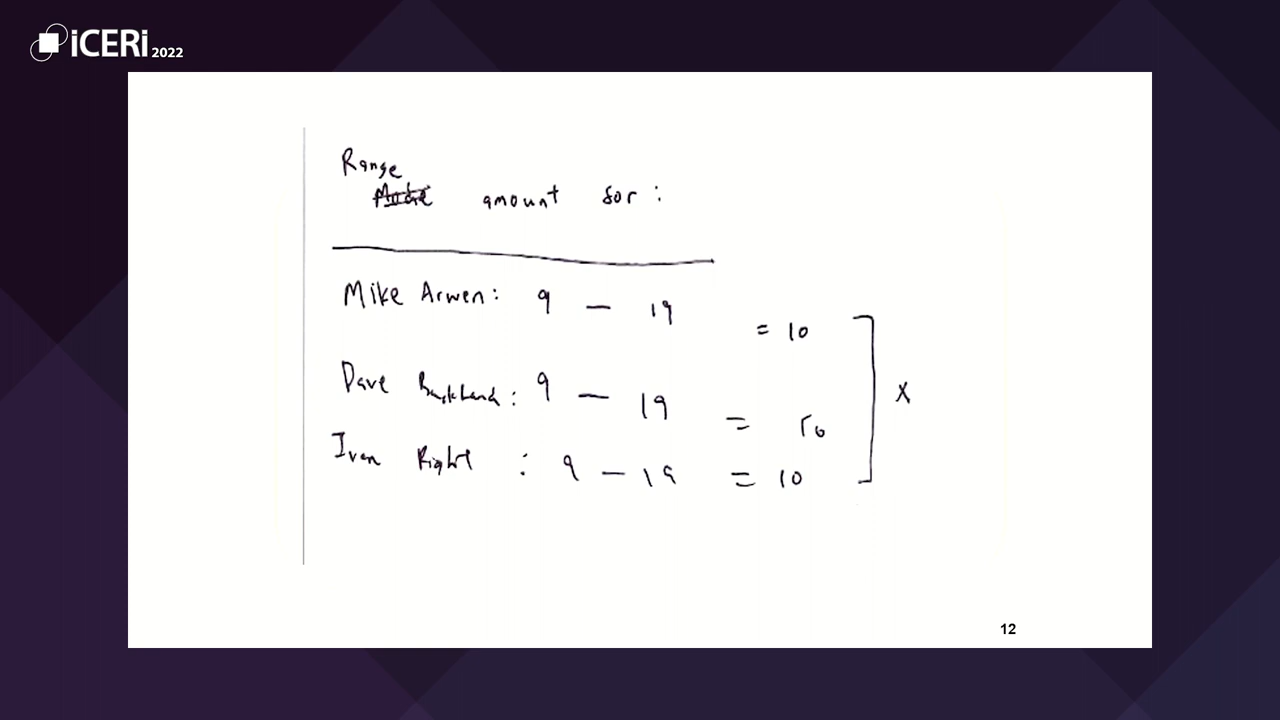 iCERi 2022
Range
Mode amount for:
Mike Arwen: 9 — 19 = 10
Dave : 9 — 19 = 10
Ivan Right : 9 — 19 = 10
X
12